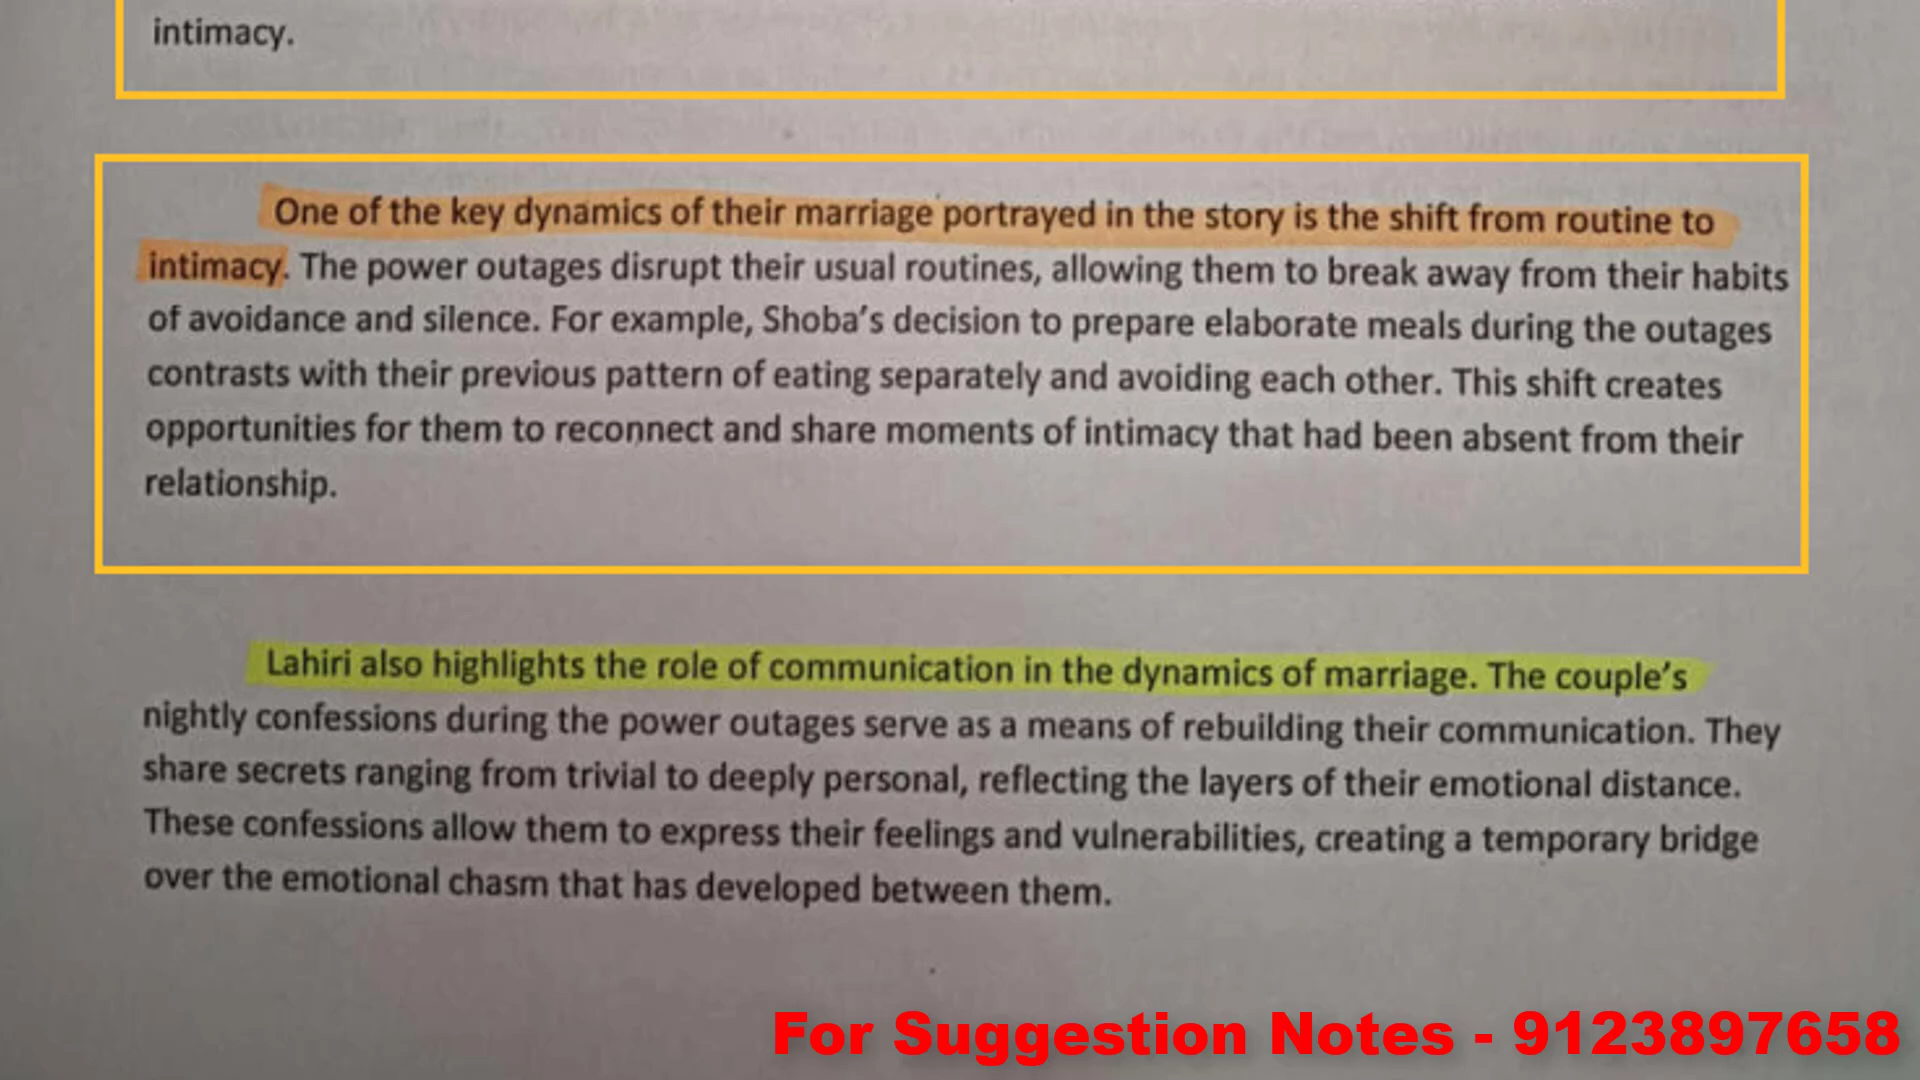 intimacy.
One of the key dynamics of their marriage portrayed in the story is the shift from routine to
intimacy. The power outages disrupt their usual routines, allowing them to break away from their habits
of avoidance and silence. For example, Shoba's decision to prepare elaborate meals during the outages
contrasts with their previous pattern of eating separately and avoiding each other. This shift creates
opportunities for them to reconnect and share moments of intimacy that had been absent from their
relationship.
Lahiri also highlights the role of communication in the dynamics of marriage. The couple's
nightly confessions during the power outages serve as a means of rebuilding their communication. They
share secrets ranging from trivial to deeply personal, reflecting the layers of their emotional distance.
These confessions allow them to express their feelings and vulnerabilities, creating a temporary bridge
over the emotional chasm that has developed between them.
For Suggestion Notes - 9123897658